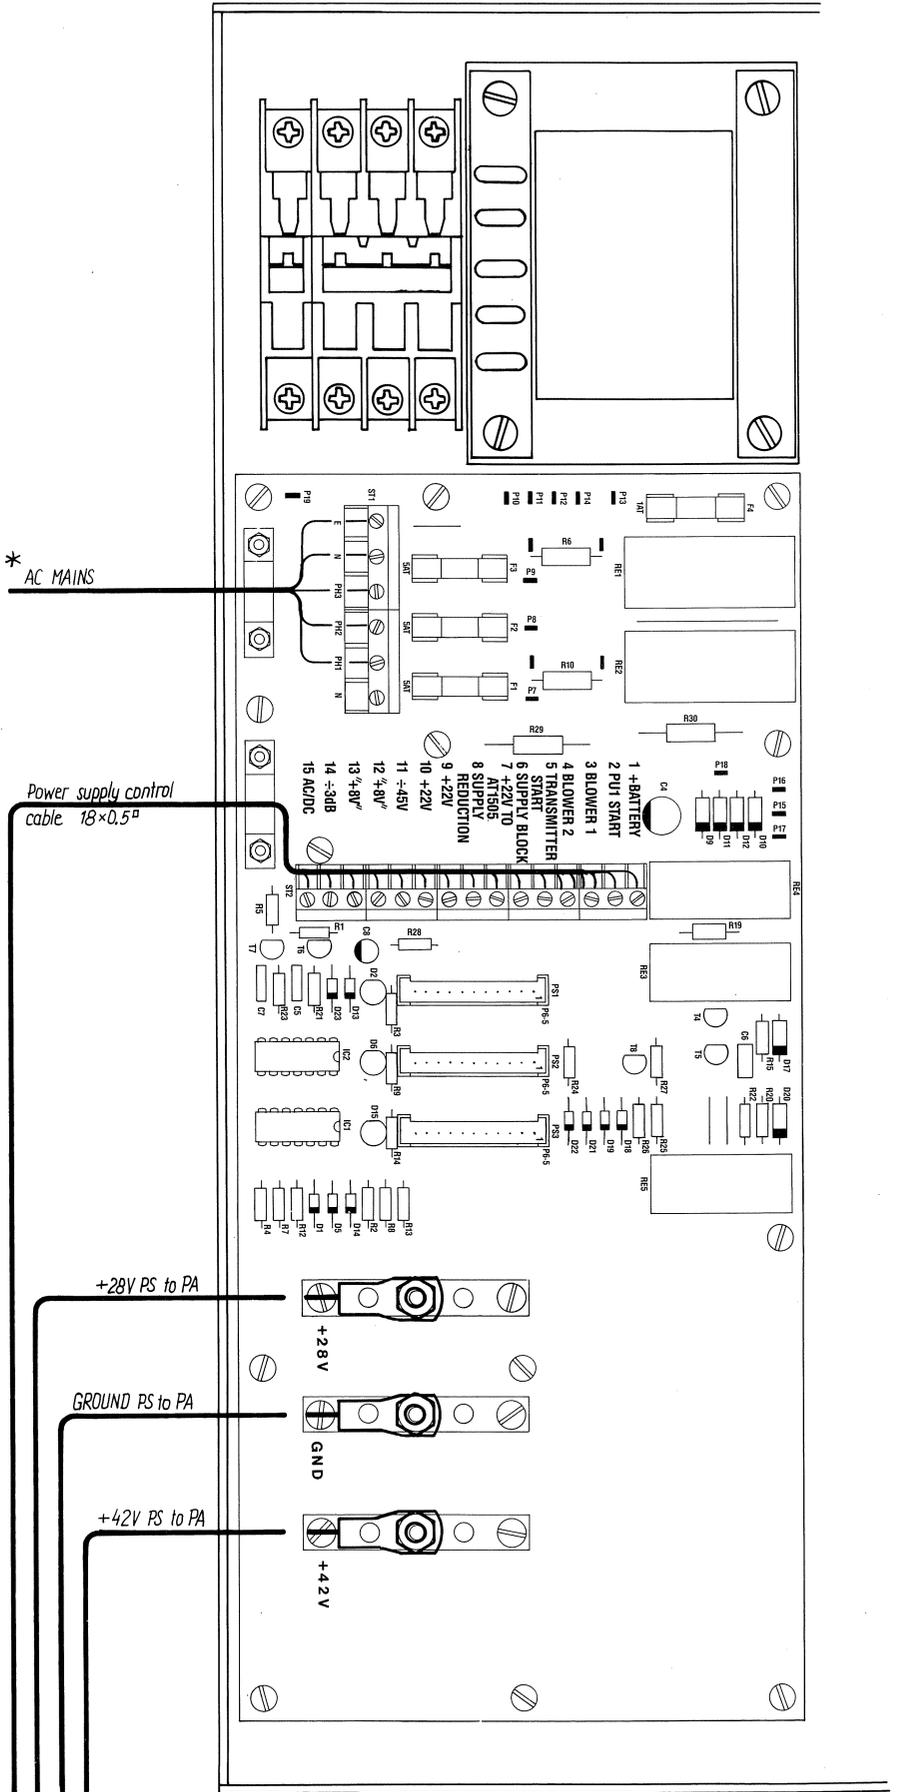 P19
ST1
P10
P11
P12
P14
P13
1AT
F4
E
N
PH3
PH2
PH1
N
5AT
F3
5AT
F2
5AT
F1
R6
P9
P8
R10
P7
RE1
RE2
*
AC MAINS
R29
R30
P18
P16
P15
P17
C4
D9
D11
D12
D10
15 AC/DC
14 ÷3dB
13 "+8V"
12 "+8V"
11 ÷45V
10 +22V
9 +22V
8 SUPPLY
REDUCTION
7 +22V TO
AT1505
6 SUPPLY BLOCK
5 TRANSMITTER
START
4 BLOWER 2
3 BLOWER 1
2 PU1 START
1 +BATTERY
Power supply control
cable 18×0.5□
ST2
RE4
R5
R1
T7
T6
C8
R28
R19
RE3
C7
R23
C5
R21
D23
D13
D2
R3
PS1
1
P6-5
T4
T5
C6
R15
D17
IC2
D6
R9
PS2
1
P6-5
R24
T8
R27
IC1
D15
R14
PS3
1
P6-5
D22
D21
D19
D18
R26
R25
R22
R20
D20
RE5
R4
R7
R12
D1
D5
D14
R2
R8
R13
+28V PS to PA
+28V
GROUND PS to PA
GND
+42V PS to PA
+42V